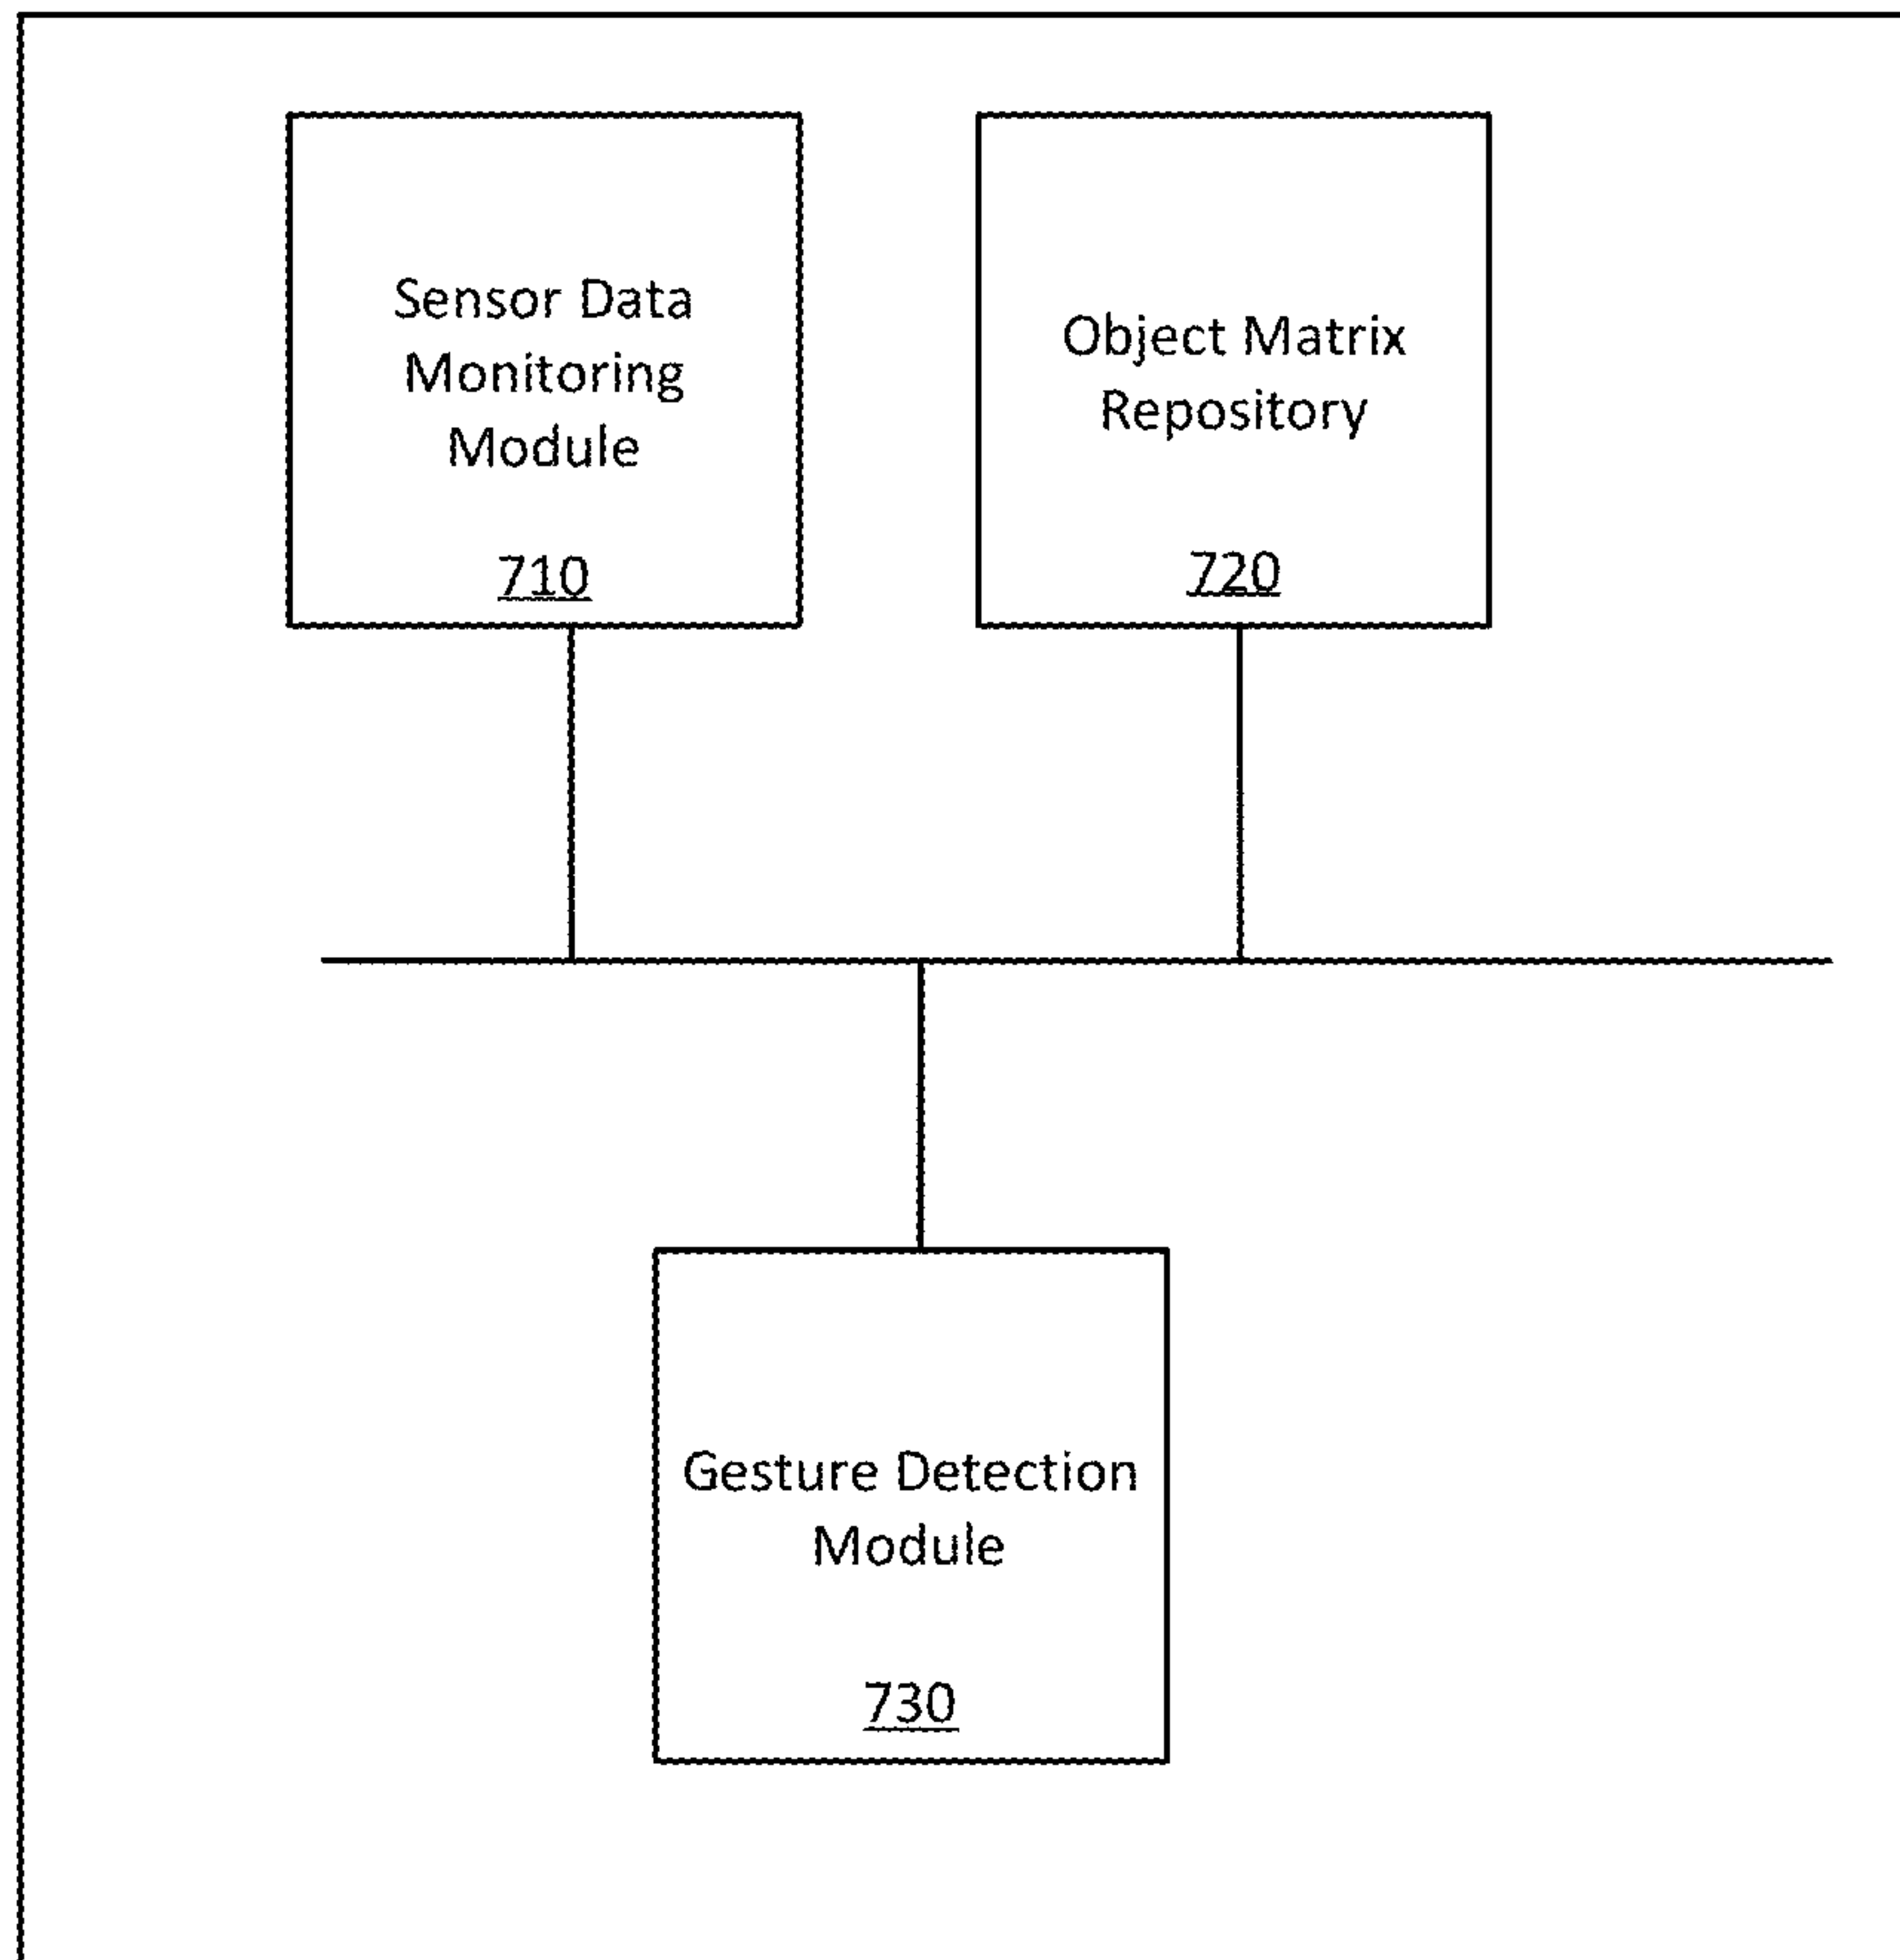 Sensor Data
Monitoring
Module
710
Object Matrix
Repository
720
Gesture Detection
Module
730